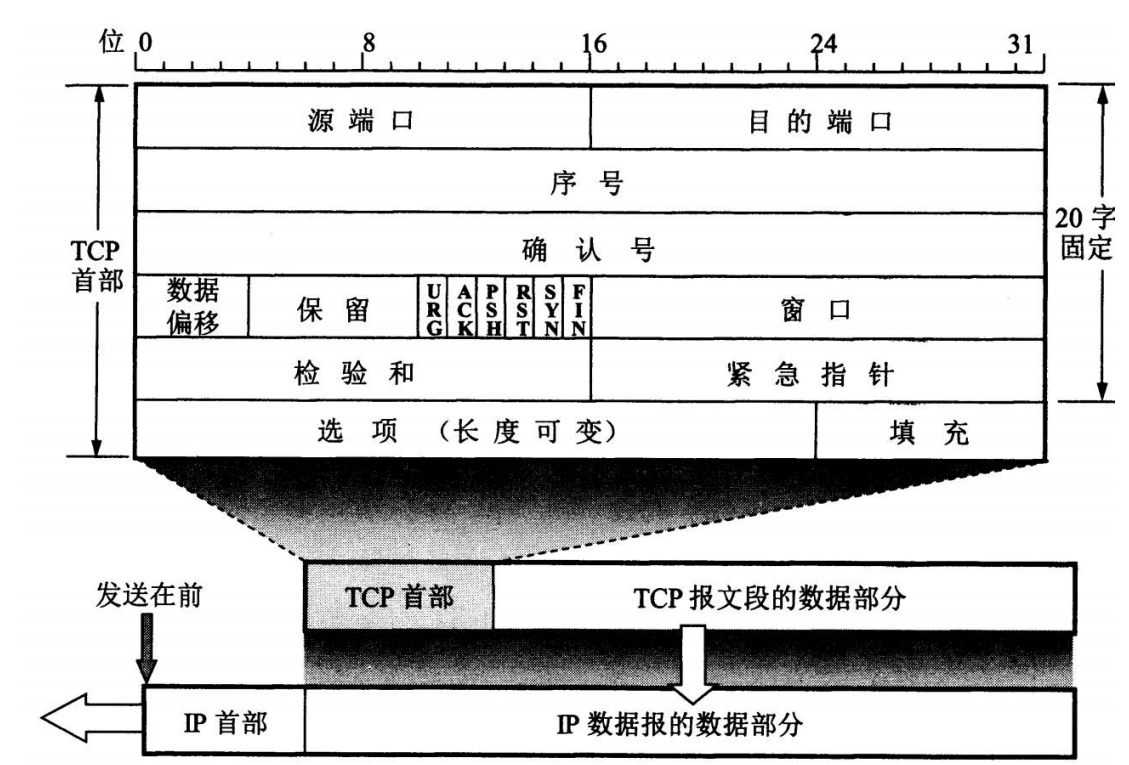 位 0 8 16 24 31
源端口 目的端口
序号
TCP 首部
确认号
20 字 固定
数据偏移 保留 URG ACK PSH RST SYN FIN 窗口
检验和 紧急指针
选项（长度可变） 填充
发送在前
TCP 首部 TCP 报文段的数据部分
IP 首部 IP 数据报的数据部分